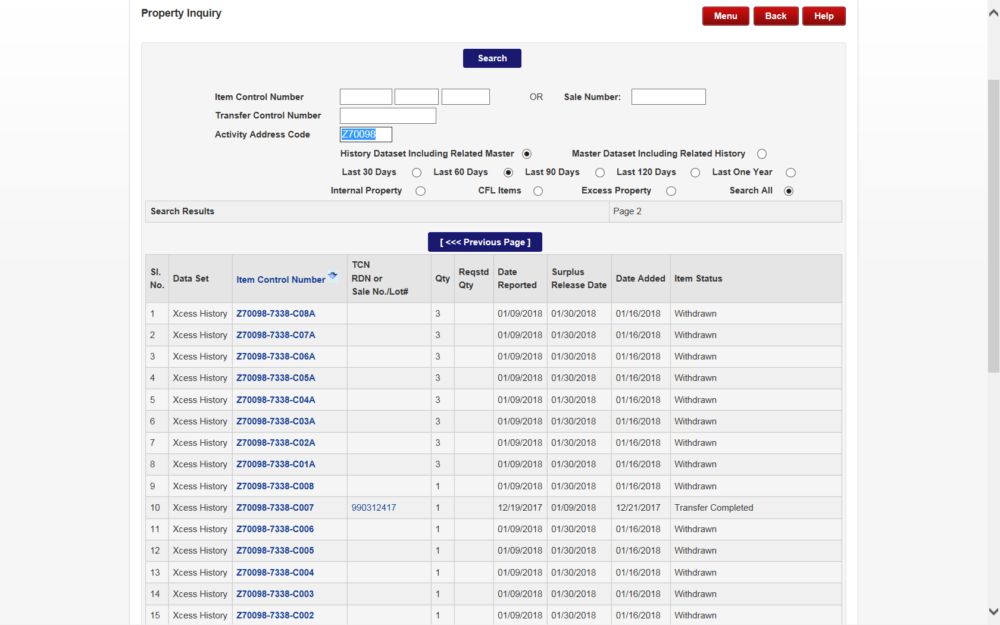 Property Inquiry
Menu Back Help
Search
Item Control Number OR Sale Number:
Transfer Control Number
Activity Address Code Z70098
History Dataset Including Related Master Master Dataset Including Related History
Last 30 Days Last 60 Days Last 90 Days Last 120 Days Last One Year
Internal Property CFL Items Excess Property Search All
Search Results Page 2
[ <<< Previous Page ]
Sl. No. Data Set Item Control Number TCN RDN or Sale No./Lot# Qty Reqstd Qty Date Reported Surplus Release Date Date Added Item Status
1 Xcess History Z70098-7338-C08A 3 01/09/2018 01/30/2018 01/16/2018 Withdrawn
2 Xcess History Z70098-7338-C07A 3 01/09/2018 01/30/2018 01/16/2018 Withdrawn
3 Xcess History Z70098-7338-C06A 3 01/09/2018 01/30/2018 01/16/2018 Withdrawn
4 Xcess History Z70098-7338-C05A 3 01/09/2018 01/30/2018 01/16/2018 Withdrawn
5 Xcess History Z70098-7338-C04A 3 01/09/2018 01/30/2018 01/16/2018 Withdrawn
6 Xcess History Z70098-7338-C03A 3 01/09/2018 01/30/2018 01/16/2018 Withdrawn
7 Xcess History Z70098-7338-C02A 3 01/09/2018 01/30/2018 01/16/2018 Withdrawn
8 Xcess History Z70098-7338-C01A 3 01/09/2018 01/30/2018 01/16/2018 Withdrawn
9 Xcess History Z70098-7338-C008 1 01/09/2018 01/30/2018 01/16/2018 Withdrawn
10 Xcess History Z70098-7338-C007 990312417 1 12/19/2017 01/09/2018 12/21/2017 Transfer Completed
11 Xcess History Z70098-7338-C006 1 01/09/2018 01/30/2018 01/16/2018 Withdrawn
12 Xcess History Z70098-7338-C005 1 01/09/2018 01/30/2018 01/16/2018 Withdrawn
13 Xcess History Z70098-7338-C004 1 01/09/2018 01/30/2018 01/16/2018 Withdrawn
14 Xcess History Z70098-7338-C003 1 01/09/2018 01/30/2018 01/16/2018 Withdrawn
15 Xcess History Z70098-7338-C002 1 01/09/2018 01/30/2018 01/16/2018 Withdrawn